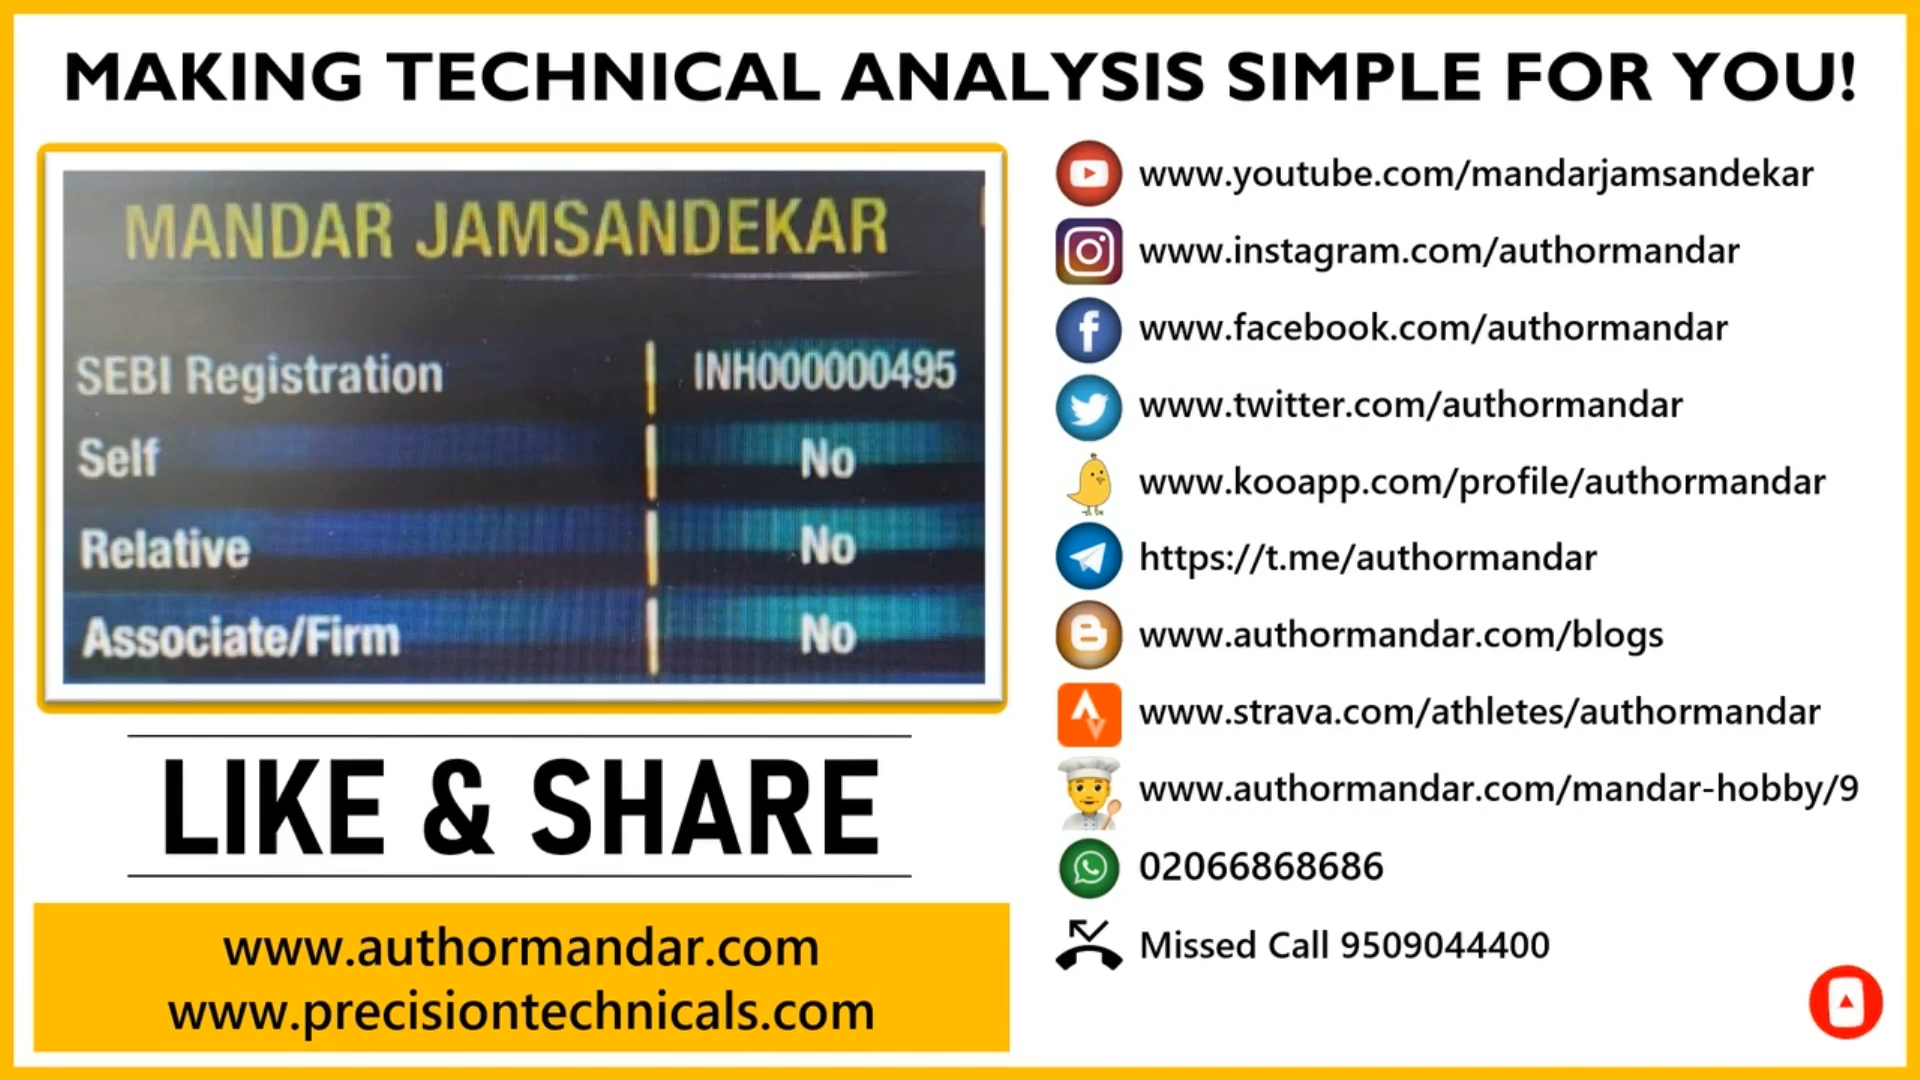 MAKING TECHNICAL ANALYSIS SIMPLE FOR YOU!
MANDAR JAMSANDEKAR
SEBI Registration INH000000495
Self No
Relative No
Associate/Firm No
LIKE & SHARE
www.authormandar.com
www.precisiontechnicals.com
www.youtube.com/mandarjamsandekar
www.instagram.com/authormandar
www.facebook.com/authormandar
www.twitter.com/authormandar
www.kooapp.com/profile/authormandar
https://t.me/authormandar
www.authormandar.com/blogs
www.strava.com/athletes/authormandar
www.authormandar.com/mandar-hobby/9
02066868686
Missed Call 9509044400